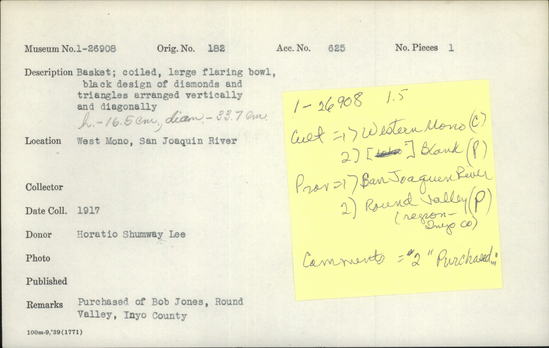 Museum No. 1-26908 Orig. No. 182 Acc. No. 625 No. Pieces 1
Description Basket; coiled, large flaring bowl,
black design of diamonds and
triangles arranged vertically
and diagonally
h. - 16.5 cm, diam - 33.7 cm
Location West Mono, San Joaquin River
Collector
Date Coll. 1917
Donor Horatio Shumway Lee
Photo
Published
Remarks Purchased of Bob Jones, Round
Valley, Inyo County
100m-9,'39(1771)
1-26908 1.5
Cult = 1) Western Mono (C)
2) [ ] Blank (P)
Prov = 1) San Joaquin River
2) Round Valley (P)
(region-
Inyo Co)
Comments = "2 "Purchased..."